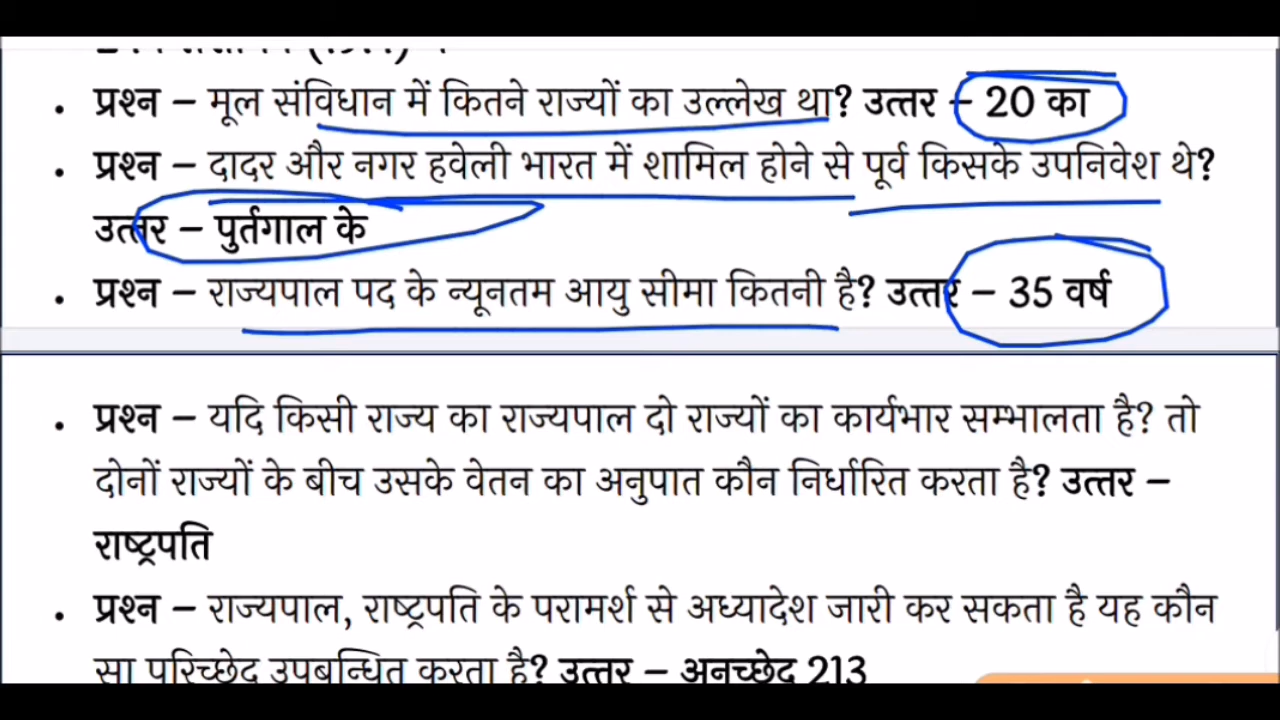 • प्रश्न – मूल संविधान में कितने राज्यों का उल्लेख था? उत्तर – 20 का
• प्रश्न – दादर और नगर हवेली भारत में शामिल होने से पूर्व किसके उपनिवेश थे?
उत्तर – पुर्तगाल के
• प्रश्न – राज्यपाल पद के न्यूनतम आयु सीमा कितनी है? उत्तर – 35 वर्ष
• प्रश्न – यदि किसी राज्य का राज्यपाल दो राज्यों का कार्यभार सम्भालता है? तो
दोनों राज्यों के बीच उसके वेतन का अनुपात कौन निर्धारित करता है? उत्तर –
राष्ट्रपति
• प्रश्न – राज्यपाल, राष्ट्रपति के परामर्श से अध्यादेश जारी कर सकता है यह कौन
सा परिच्छेद उपबन्धित करता है? उत्तर – अनुच्छेद 213